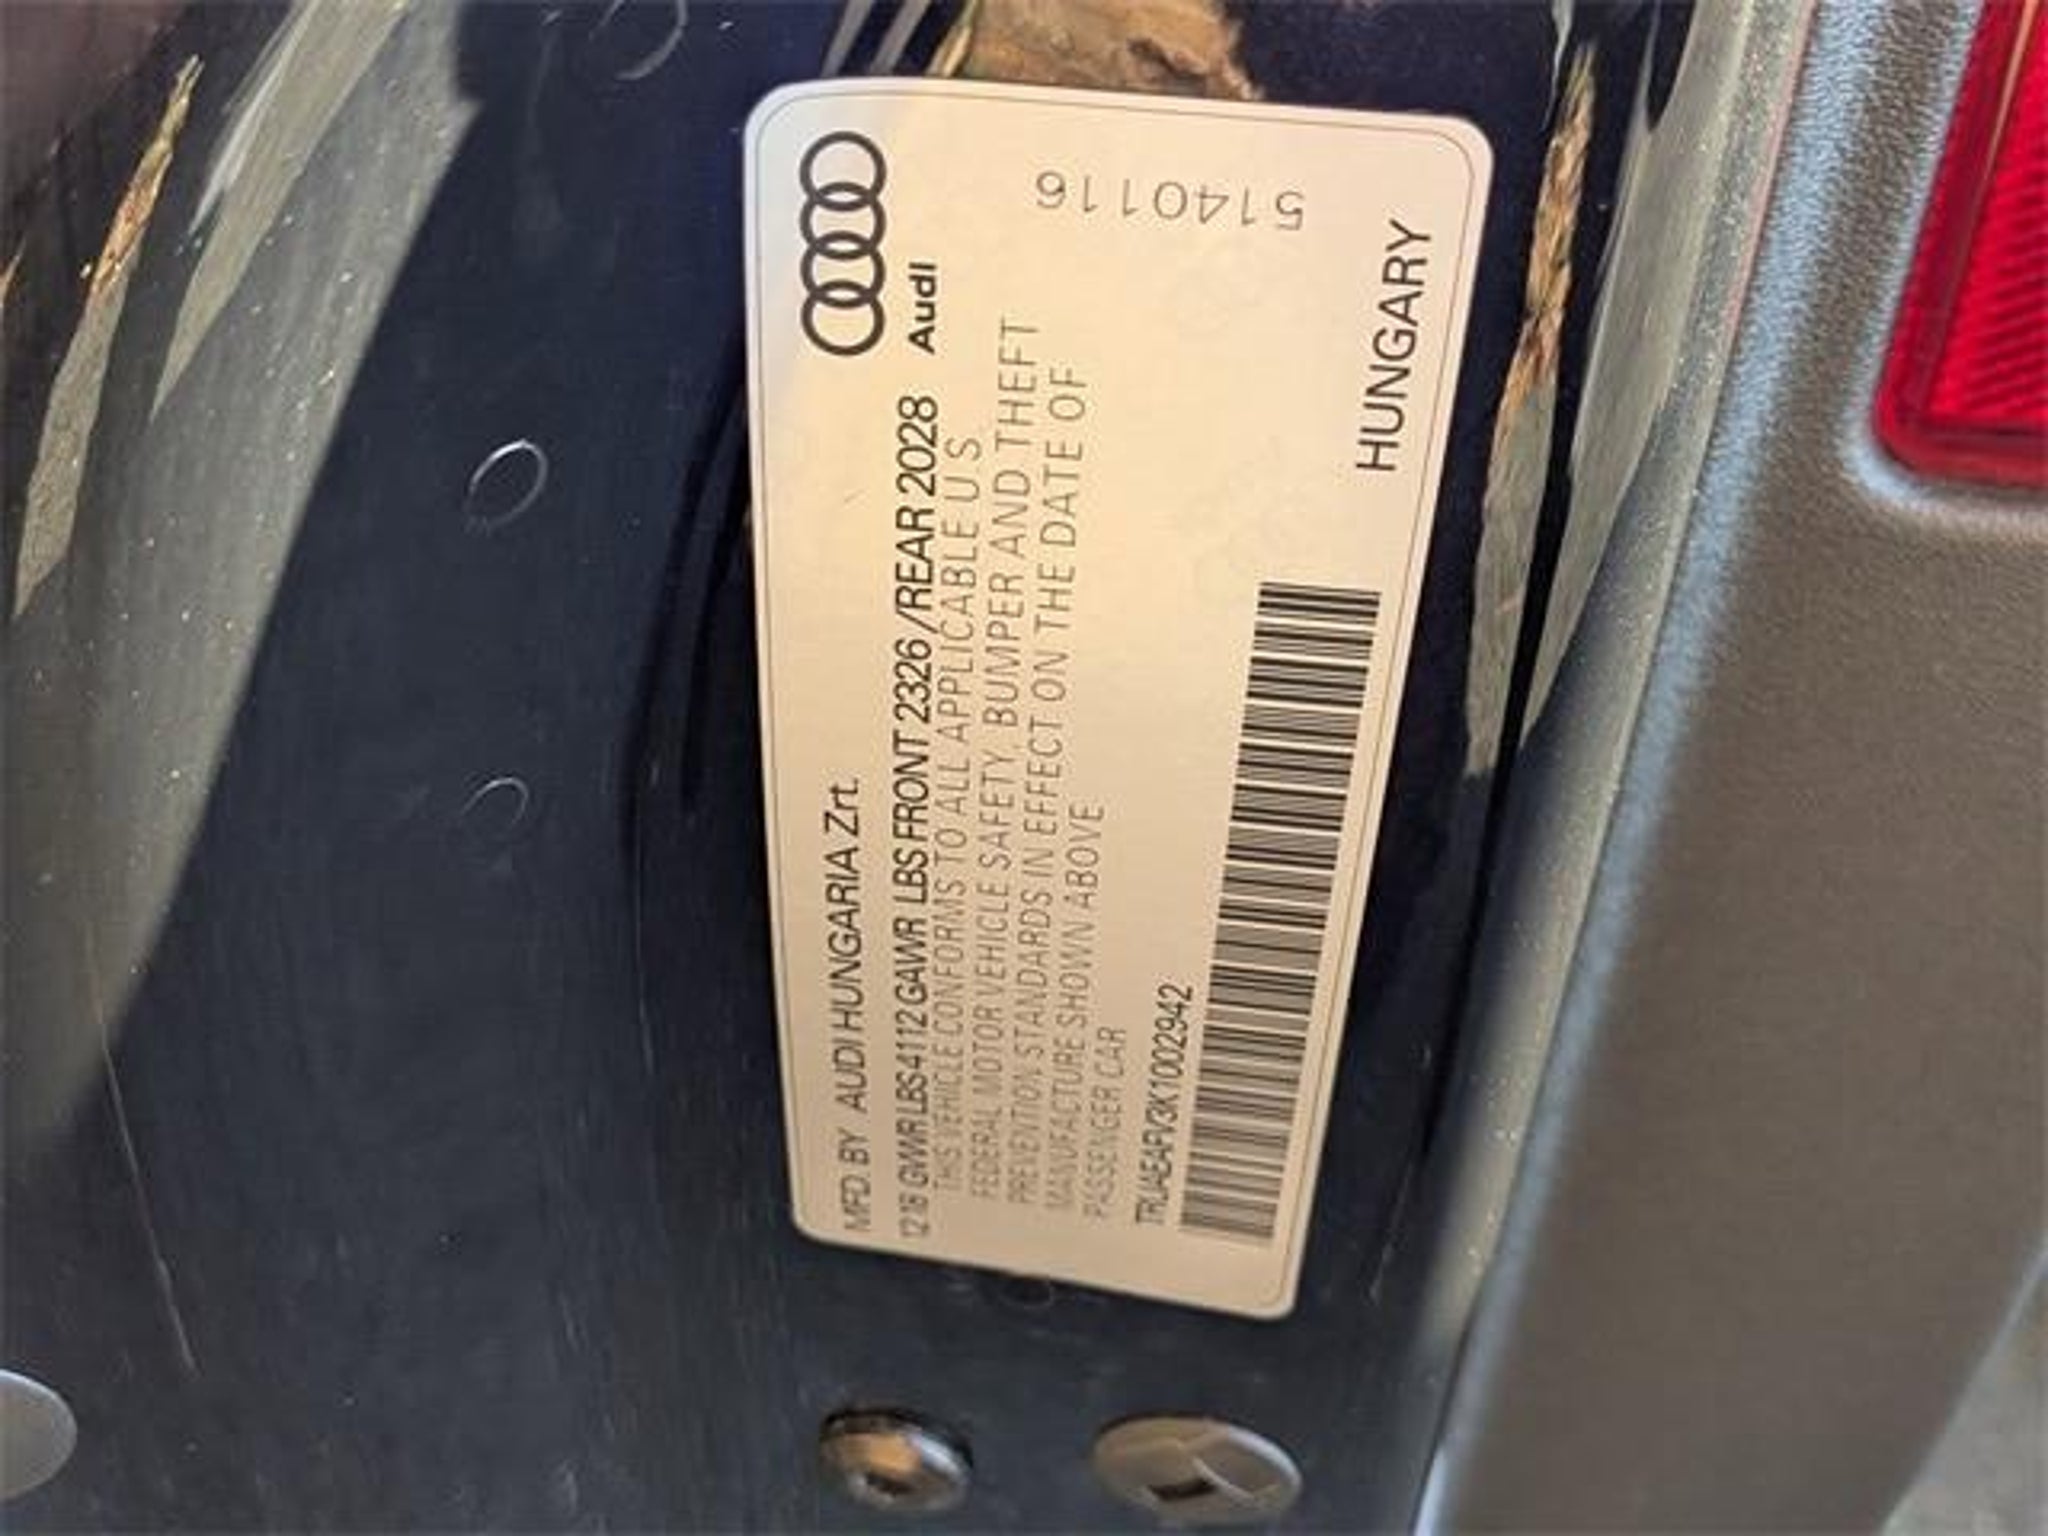 Audi
MFD. BY AUDI HUNGARIA Zrt.
12.18 GVWR LBS 4112 GAWR LBS FRONT 2326 /REAR 2028
THIS VEHICLE CONFORMS TO ALL APPLICABLE U S
FEDERAL MOTOR VEHICLE SAFETY, BUMPER AND THEFT
PREVENTION STANDARDS IN EFFECT ON THE DATE OF
MANUFACTURE SHOWN ABOVE
PASSENGER CAR
TRUAEAFV3K1002942
HUNGARY
5140116